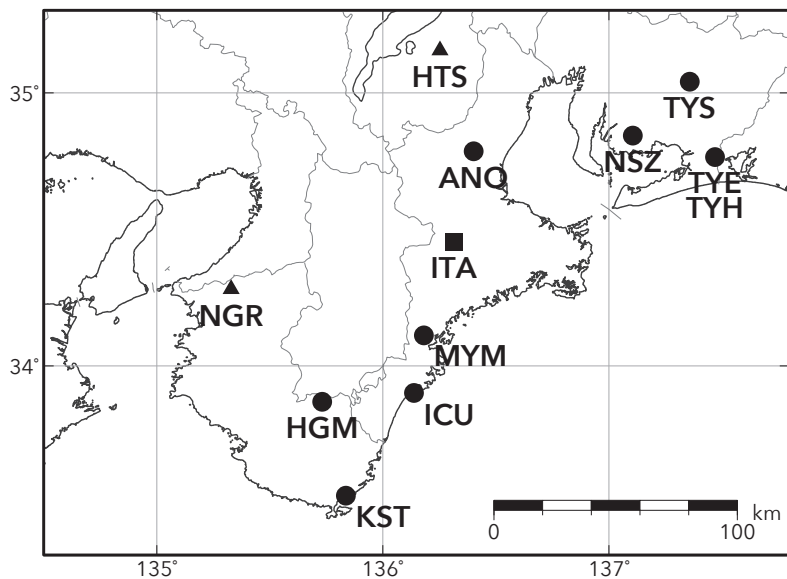 HTS
35°
TYS
NSZ
ANO
TYE
TYH
ITA
NGR
MYM
34°
ICU
HGM
KST
km
0
100
135°
136°
137°